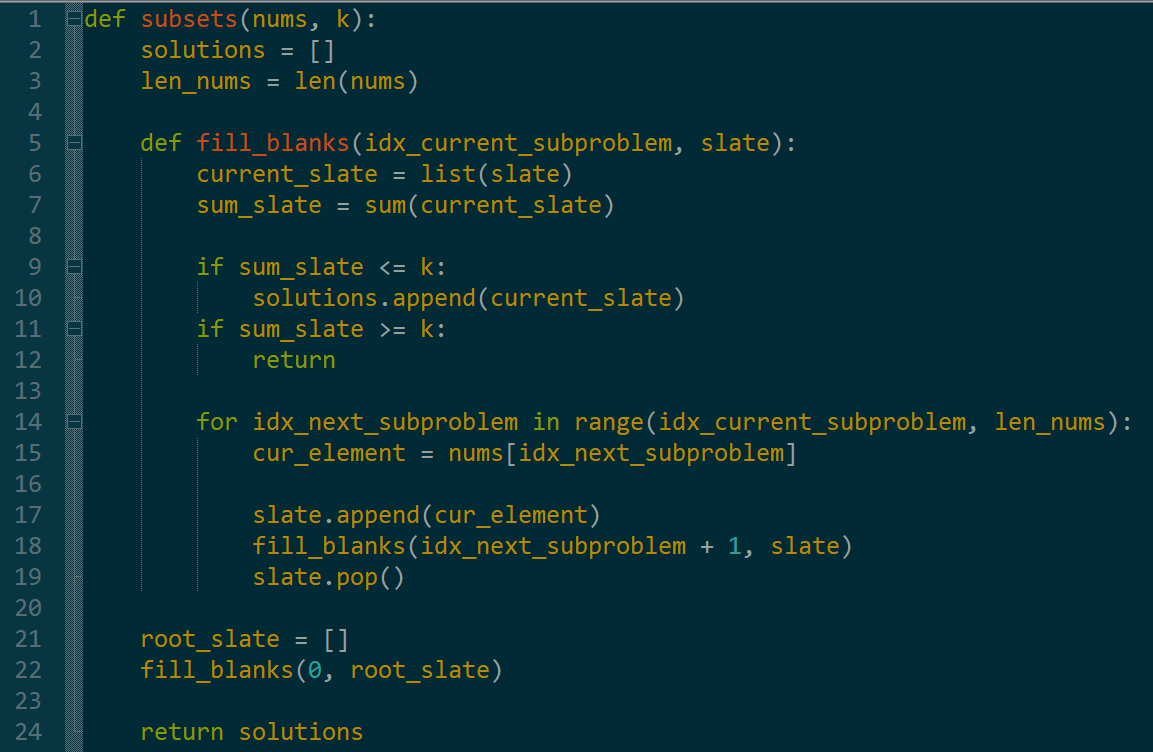 1 def subsets(nums, k):
2     solutions = []
3     len_nums = len(nums)
4
5     def fill_blanks(idx_current_subproblem, slate):
6         current_slate = list(slate)
7         sum_slate = sum(current_slate)
8
9         if sum_slate <= k:
10             solutions.append(current_slate)
11         if sum_slate >= k:
12             return
13
14         for idx_next_subproblem in range(idx_current_subproblem, len_nums):
15             cur_element = nums[idx_next_subproblem]
16
17             slate.append(cur_element)
18             fill_blanks(idx_next_subproblem + 1, slate)
19             slate.pop()
20
21     root_slate = []
22     fill_blanks(0, root_slate)
23
24     return solutions